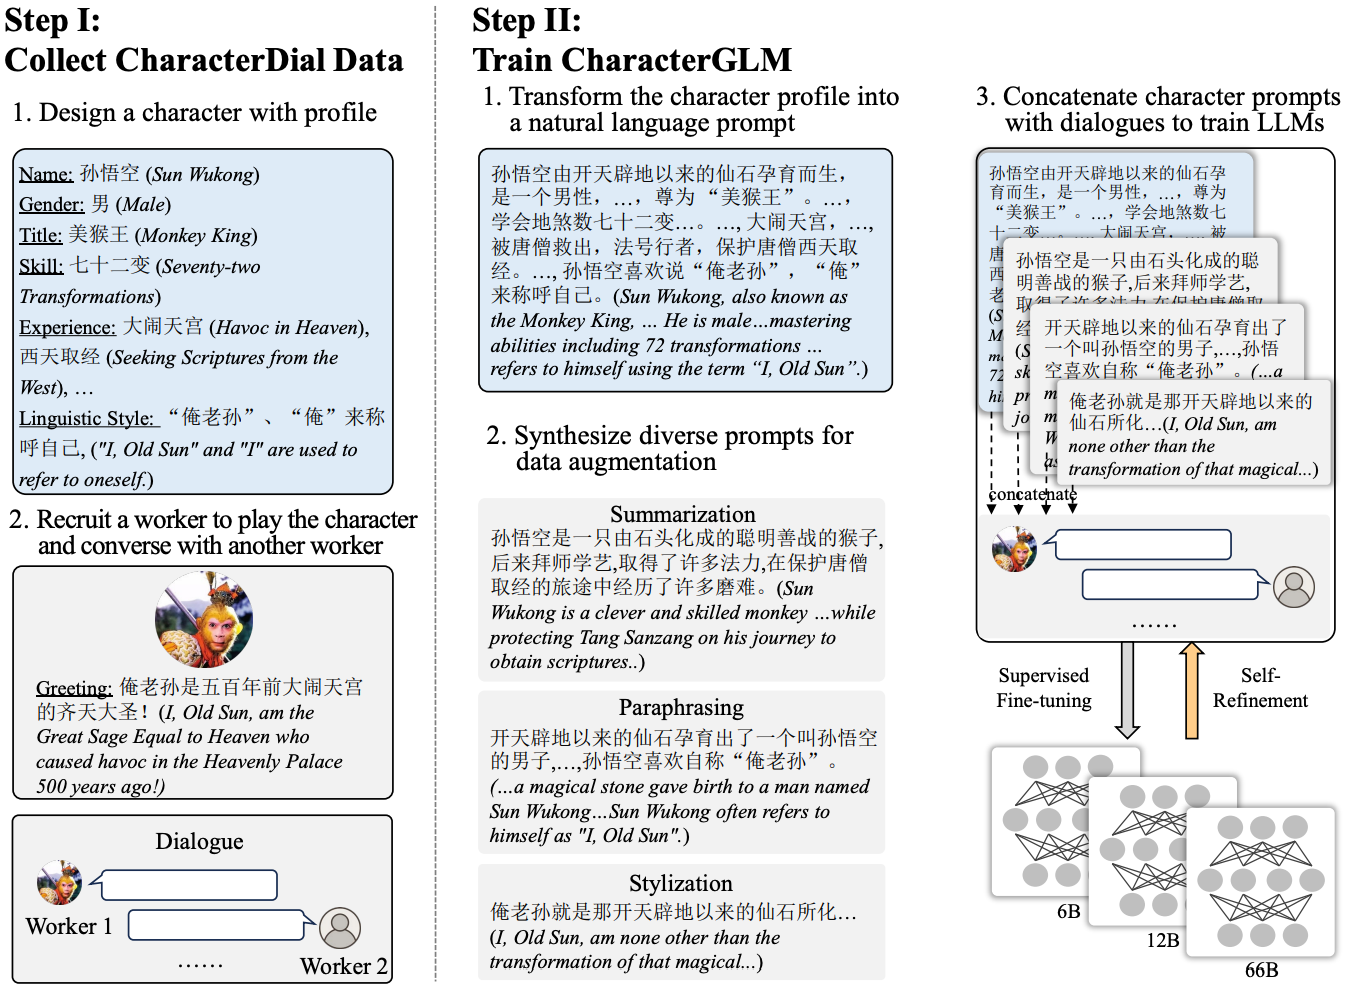 Step I:
Collect CharacterDial Data
1. Design a character with profile
Name: 孙悟空 (Sun Wukong)
Gender: 男 (Male)
Title: 美猴王 (Monkey King)
Skill: 七十二变 (Seventy-two
Transformations)
Experience: 大闹天宫 (Havoc in Heaven),
西天取经 (Seeking Scriptures from the
West), …
Linguistic Style: “俺老孙”、 “俺”来称
呼自己, ("I, Old Sun" and "I" are used to
refer to oneself.)
2. Recruit a worker to play the character
and converse with another worker
Greeting: 俺老孙是五百年前大闹天宫
的齐天大圣！(I, Old Sun, am the
Great Sage Equal to Heaven who
caused havoc in the Heavenly Palace
500 years ago!)
Dialogue
Worker 1
......
Worker 2
Step II:
Train CharacterGLM
1. Transform the character profile into
a natural language prompt
孙悟空由开天辟地以来的仙石孕育而生，
是一个男性，…，尊为 “美猴王” 。…，
学会地煞数七十二变…。…, 大闹天宫，…,
被唐僧救出，法号行者，保护唐僧西天取
经。…, 孙悟空喜欢说“俺老孙”，“俺”
来称呼自己。(Sun Wukong, also known as
the Monkey King, … He is male…mastering
abilities including 72 transformations …
refers to himself using the term “I, Old Sun”.)
2. Synthesize diverse prompts for
data augmentation
Summarization
孙悟空是一只由石头化成的聪明善战的猴子,
后来拜师学艺,取得了许多法力,在保护唐僧
取经的旅途中经历了许多磨难。(Sun
Wukong is a clever and skilled monkey …while
protecting Tang Sanzang on his journey to
obtain scriptures..)
Paraphrasing
开天辟地以来的仙石孕育出了一个叫孙悟空
的男子,…,孙悟空喜欢自称“俺老孙”。
(…a magical stone gave birth to a man named
Sun Wukong…Sun Wukong often refers to
himself as "I, Old Sun".)
Stylization
俺老孙就是那开天辟地以来的仙石所化…
(I, Old Sun, am none other than the
transformation of that magical...)
3. Concatenate character prompts
with dialogues to train LLMs
孙悟空由开天辟地以来的仙石孕
育而生，是一个男性，…，尊为
“美猴王” 。…，学会地煞数七
十二变…。…, 大闹天宫，…, 被
唐
西
老
(S
M
ma
72
hi
孙悟空是一只由石头化成的聪
明善战的猴子,后来拜师学艺,
取得了许多法力,在保护唐僧取
经
(S
sk
pr
jo
开天辟地以来的仙石孕育出了
一个叫孙悟空的男子,…,孙悟
空喜欢自称“俺老孙”。(…a
m
m
W
as
俺老孙就是那开天辟地以来的
仙石所化…(I, Old Sun, am
none other than the
transformation of that magical...)
concatenate
......
Supervised
Fine-tuning
Self-
Refinement
6B
12B
66B